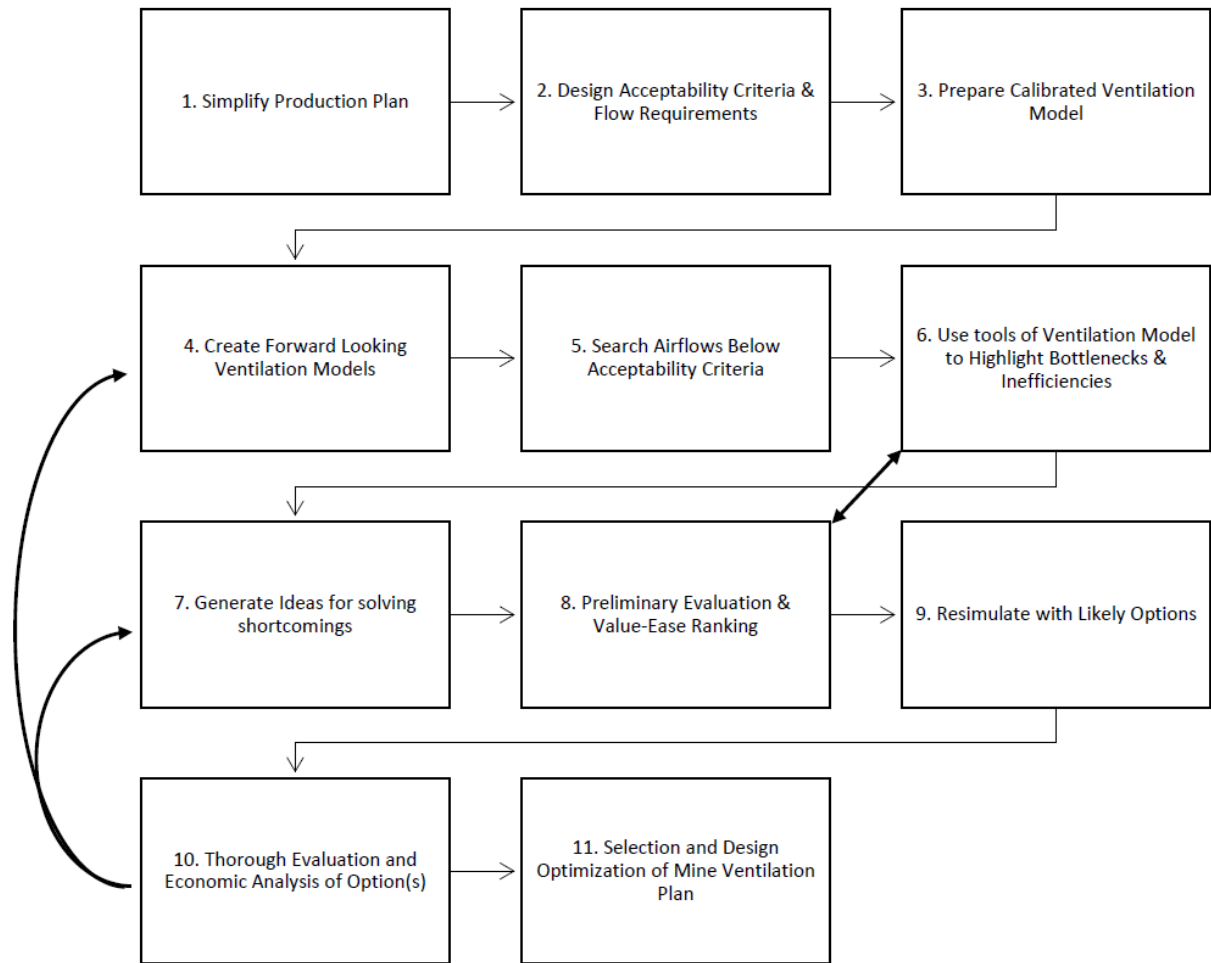 1. Simplify Production Plan
2. Design Acceptability Criteria &
Flow Requirements
3. Prepare Calibrated Ventilation
Model
4. Create Forward Looking
Ventilation Models
5. Search Airflows Below
Acceptability Criteria
6. Use tools of Ventilation Model
to Highlight Bottlenecks &
Inefficiencies
7. Generate Ideas for solving
shortcomings
8. Preliminary Evaluation &
Value-Ease Ranking
9. Resimulate with Likely Options
10. Thorough Evaluation and
Economic Analysis of Option(s)
11. Selection and Design
Optimization of Mine Ventilation
Plan